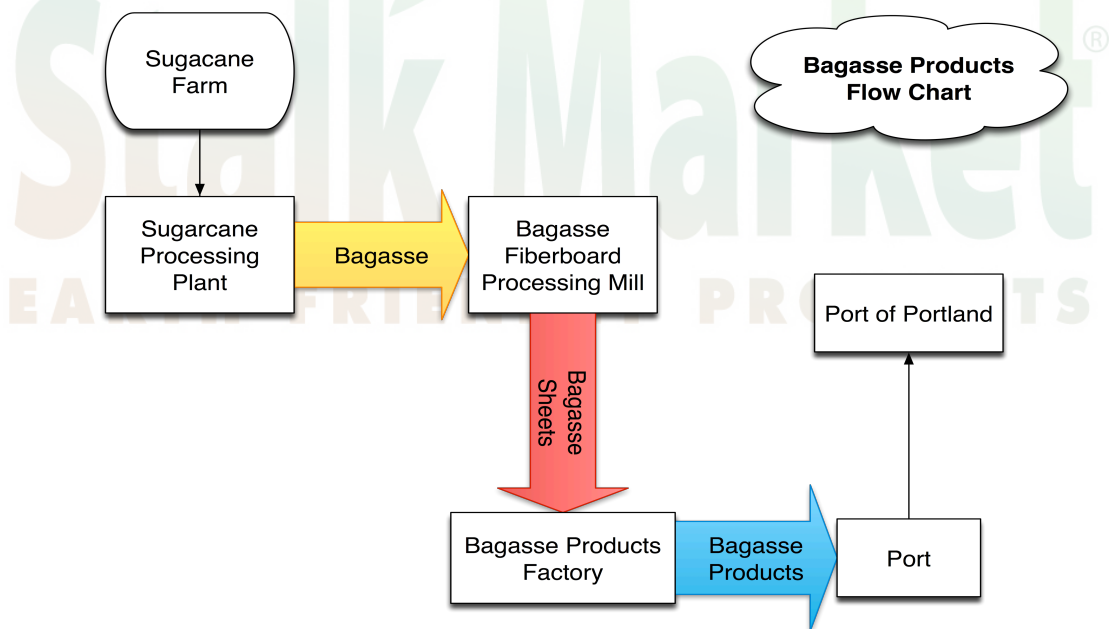 Stalk Market®
EARTH FRIENDLY PRODUCTS
Sugacane
Farm
Bagasse Products
Flow Chart
Sugarcane
Processing
Plant
Bagasse
Bagasse
Fiberboard
Processing Mill
Port of Portland
Bagasse
Sheets
Bagasse Products
Factory
Bagasse
Products
Port